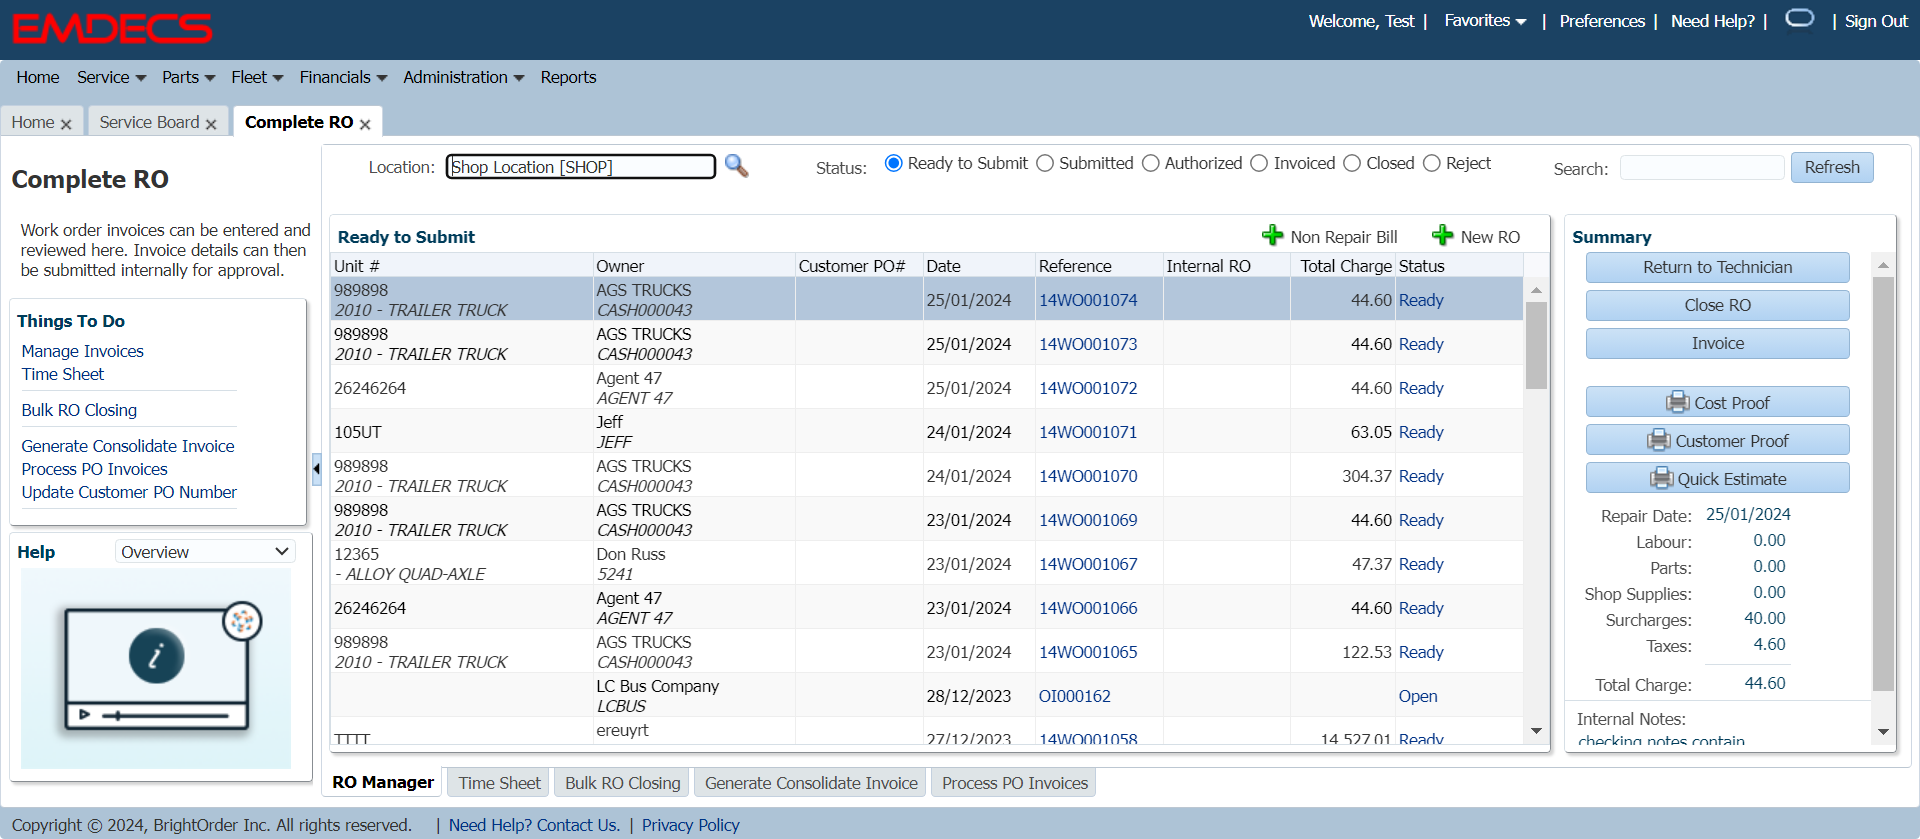 EMDECS
Welcome, Test | Favorites | Preferences | Need Help? | | Sign Out
Home Service Parts Fleet Financials Administration Reports
Home Service Board Complete RO
Complete RO
Work order invoices can be entered and
reviewed here. Invoice details can then
be submitted internally for approval.
Things To Do
Manage Invoices
Time Sheet
Bulk RO Closing
Generate Consolidate Invoice
Process PO Invoices
Update Customer PO Number
Help Overview
i
Location: Shop Location [SHOP] Status: Ready to Submit Submitted Authorized Invoiced Closed Reject Search: Refresh
Ready to Submit Non Repair Bill New RO
Unit # Owner Customer PO# Date Reference Internal RO Total Charge Status
989898 AGS TRUCKS
2010 - TRAILER TRUCK CASH000043 25/01/2024 14WO001074 44.60 Ready
989898 AGS TRUCKS
2010 - TRAILER TRUCK CASH000043 25/01/2024 14WO001073 44.60 Ready
26246264 Agent 47
AGENT 47 25/01/2024 14WO001072 44.60 Ready
105UT Jeff
JEFF 24/01/2024 14WO001071 63.05 Ready
989898 AGS TRUCKS
2010 - TRAILER TRUCK CASH000043 24/01/2024 14WO001070 304.37 Ready
989898 AGS TRUCKS
2010 - TRAILER TRUCK CASH000043 23/01/2024 14WO001069 44.60 Ready
12365 Don Russ
- ALLOY QUAD-AXLE 5241 23/01/2024 14WO001067 47.37 Ready
26246264 Agent 47
AGENT 47 23/01/2024 14WO001066 44.60 Ready
989898 AGS TRUCKS
2010 - TRAILER TRUCK CASH000043 23/01/2024 14WO001065 122.53 Ready
LC Bus Company
LCBUS 28/12/2023 OI000162 Open
ereuyrt
TTTT 27/12/2023 14WO001058 14,527.01 Ready
Summary
Return to Technician
Close RO
Invoice
Cost Proof
Customer Proof
Quick Estimate
Repair Date: 25/01/2024
Labour: 0.00
Parts: 0.00
Shop Supplies: 0.00
Surcharges: 40.00
Taxes: 4.60
Total Charge: 44.60
Internal Notes:
checking notes contain
RO Manager Time Sheet Bulk RO Closing Generate Consolidate Invoice Process PO Invoices
Copyright © 2024, BrightOrder Inc. All rights reserved. | Need Help? Contact Us. | Privacy Policy